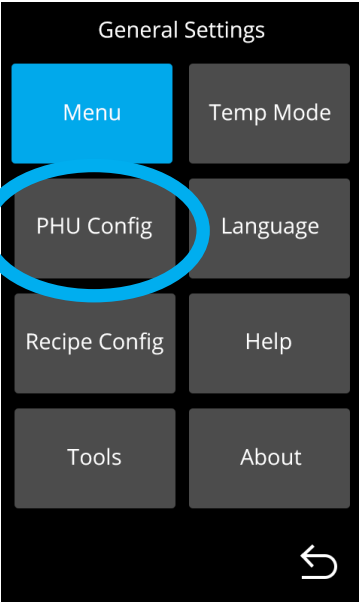 General Settings
Menu
Temp Mode
PHU Config
Language
Recipe Config
Help
Tools
About